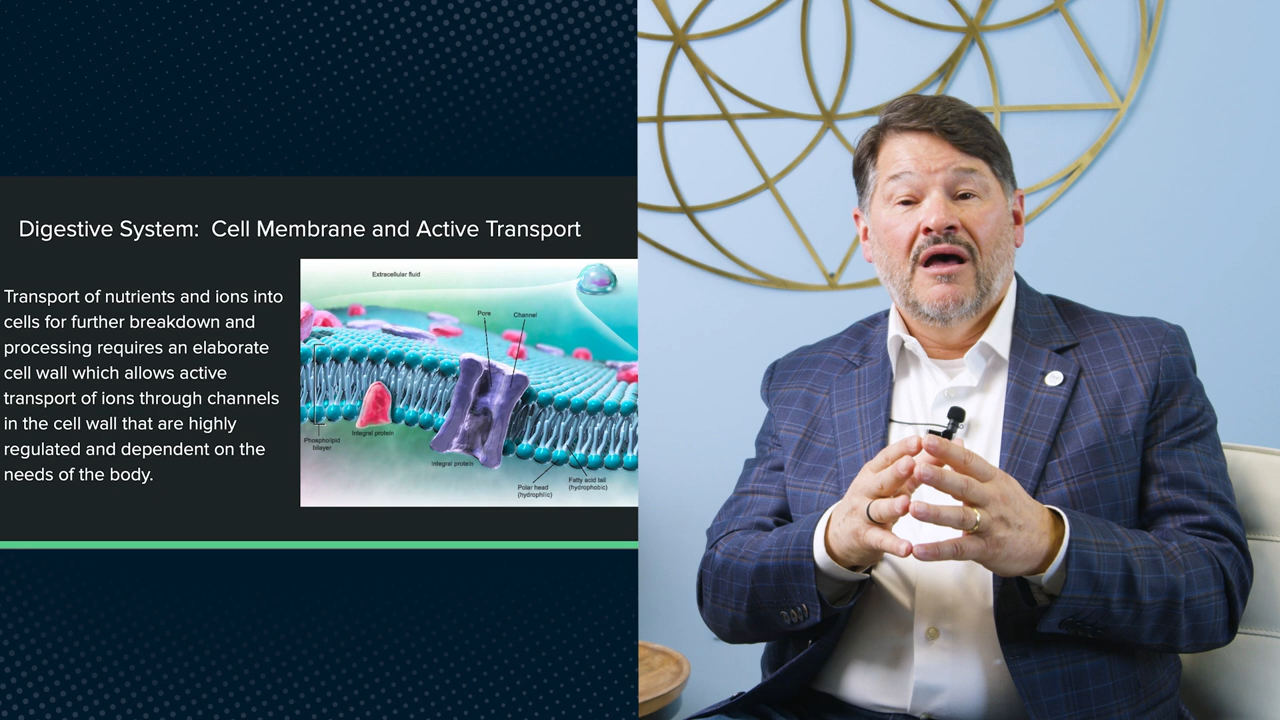 Digestive System:  Cell Membrane and Active Transport
Transport of nutrients and ions into
cells for further breakdown and
processing requires an elaborate
cell wall which allows active
transport of ions through channels
in the cell wall that are highly
regulated and dependent on the
needs of the body.
Extracellular fluid
Pore
Channel
Phospholipid
bilayer
Integral protein
Integral protein
Polar head
(hydrophilic)
Fatty acid tail
(hydrophobic)